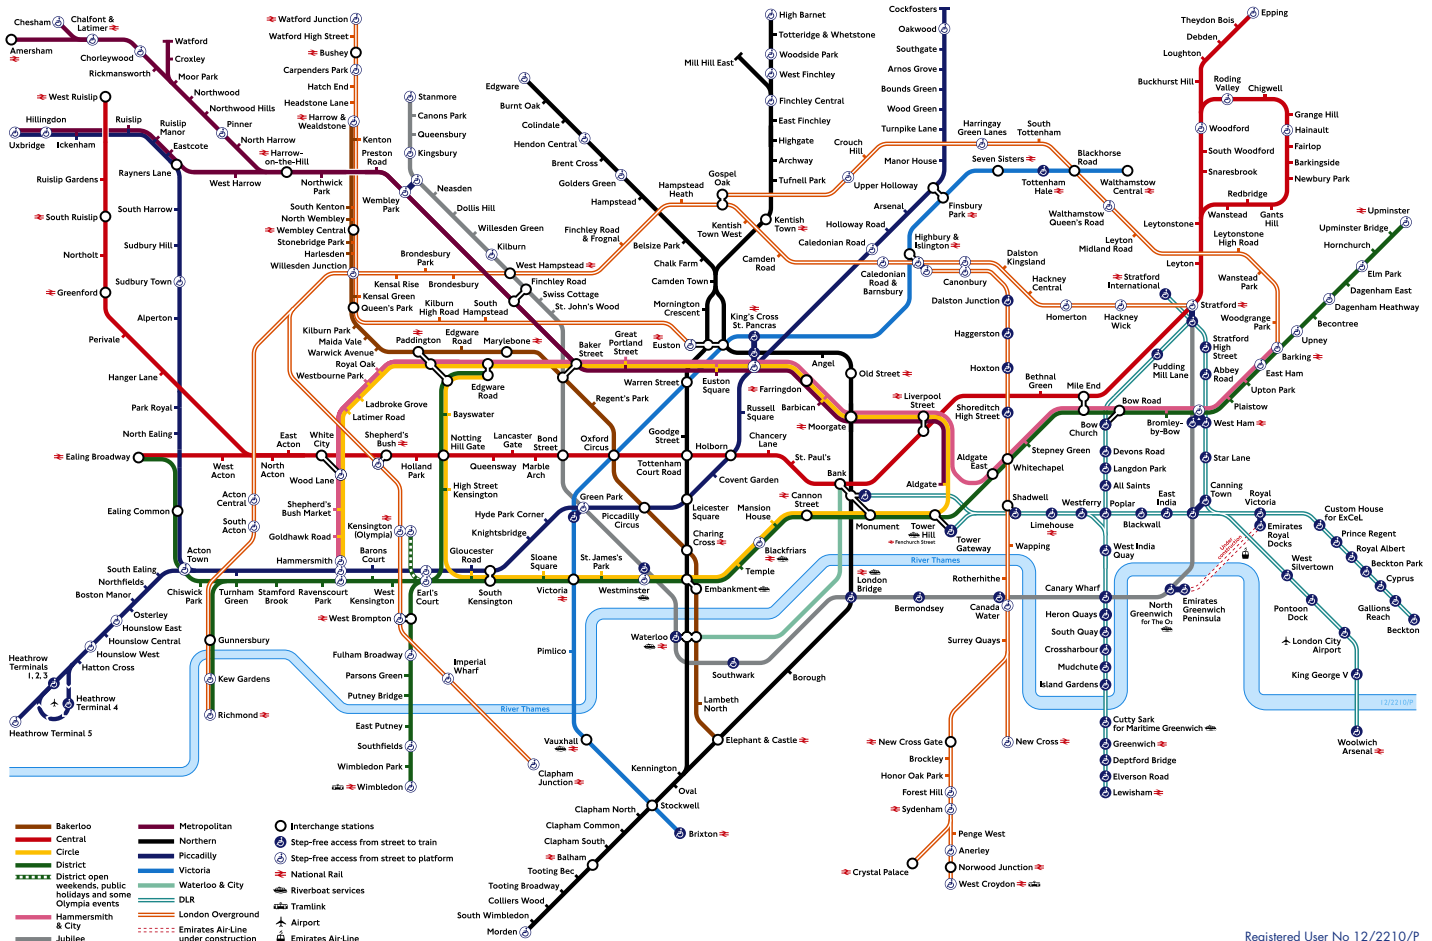 Chesham
Chalfont &
Latimer
Amersham
Chorleywood
Rickmansworth
Watford
Croxley
Moor Park
Northwood
Northwood Hills
Pinner
North Harrow
Harrow-
on-the-Hill
Northwick
Park
Preston
Road
Wembley
Park
West Harrow
Rayners Lane
Eastcote
Ruislip
Manor
Ruislip
Ickenham
Hillingdon
Uxbridge
West Ruislip
Ruislip Gardens
South Ruislip
Northolt
Greenford
Perivale
Hanger Lane
South Harrow
Sudbury Hill
Sudbury Town
Alperton
Park Royal
North Ealing
Ealing Broadway
West
Acton
North
Acton
East
Acton
White
City
Shepherd's
Bush
Holland
Park
Notting
Hill Gate
Queensway
Lancaster
Gate
Marble
Arch
Bond
Street
Oxford
Circus
Tottenham
Court Road
Holborn
Chancery
Lane
St. Paul's
Bank
Liverpool
Street
Bethnal
Green
Mile End
Stratford
Leyton
Leytonstone
Wanstead
Redbridge
Gants
Hill
Newbury Park
Barkingside
Fairlop
Hainault
Grange Hill
Chigwell
Roding
Valley
Woodford
South Woodford
Snaresbrook
Buckhurst Hill
Loughton
Debden
Theydon Bois
Epping
Watford Junction
Watford High Street
Bushey
Carpenders Park
Hatch End
Headstone Lane
Harrow &
Wealdstone
Kenton
South Kenton
North Wembley
Wembley Central
Stonebridge Park
Harlesden
Willesden Junction
Kensal Green
Queen's Park
Kilburn Park
Maida Vale
Warwick Avenue
Paddington
Royal Oak
Westbourne Park
Ladbroke Grove
Latimer Road
Wood Lane
Shepherd's
Bush Market
Goldhawk Road
Hammersmith
Edgware
Road
Marylebone
Baker
Street
Great
Portland
Street
Edgware
Road
Bayswater
High Street
Kensington
Kensal Rise
Brondesbury
Park
Brondesbury
Kilburn
High Road
South
Hampstead
Stanmore
Canons Park
Queensbury
Kingsbury
Neasden
Dollis Hill
Willesden Green
Kilburn
West Hampstead
Finchley Road
Swiss Cottage
St. John's Wood
Finchley Road
& Frognal
Hampstead
Heath
Gospel
Oak
Edgware
Burnt Oak
Colindale
Hendon Central
Brent Cross
Golders Green
Hampstead
Belsize Park
Chalk Farm
Camden Town
Mornington
Crescent
Euston
Warren Street
Euston
Square
Regent's Park
Goodge
Street
Mill Hill East
High Barnet
Totteridge & Whetstone
Woodside Park
West Finchley
Finchley Central
East Finchley
Highgate
Archway
Tufnell Park
Kentish
Town
Kentish
Town West
Camden
Road
King's Cross
St. Pancras
Angel
Old Street
Farringdon
Barbican
Moorgate
Russell
Square
Cockfosters
Oakwood
Southgate
Arnos Grove
Bounds Green
Wood Green
Turnpike Lane
Manor House
Finsbury
Park
Arsenal
Holloway Road
Caledonian Road
Crouch
Hill
Upper Holloway
Harringay
Green Lanes
South
Tottenham
Seven Sisters
Tottenham
Hale
Blackhorse
Road
Walthamstow
Central
Walthamstow
Queen's Road
Leyton
Midland Road
Leytonstone
High Road
Wanstead
Park
Woodgrange
Park
Highbury &
Islington
Caledonian
Road &
Barnsbury
Canonbury
Dalston
Kingsland
Hackney
Central
Homerton
Hackney
Wick
Stratford
International
Dalston Junction
Haggerston
Hoxton
Shoreditch
High Street
Whitechapel
Shadwell
Wapping
Rotherhithe
Canada
Water
Surrey Quays
Upminster
Upminster Bridge
Hornchurch
Elm Park
Dagenham East
Dagenham Heathway
Becontree
Upney
Barking
East Ham
Upton Park
Plaistow
West Ham
Bromley-
by-Bow
Bow Road
Bow
Church
Stepney Green
Pudding
Mill Lane
Stratford
High
Street
Abbey
Road
Star Lane
Canning
Town
Devons Road
Langdon Park
All Saints
Poplar
Westferry
Limehouse
Blackwall
East
India
Royal
Victoria
Custom House
for ExCeL
Prince Regent
Royal Albert
Beckton Park
Cyprus
Gallions
Reach
Beckton
Emirates
Royal
Docks
Under
construction
Emirates
Greenwich
Peninsula
North
Greenwich
for The O2
West
Silvertown
Pontoon
Dock
London City
Airport
King George V
Woolwich
Arsenal
West India
Quay
Canary Wharf
Heron Quays
South Quay
Crossharbour
Mudchute
Island Gardens
Cutty Sark
for Maritime Greenwich
Greenwich
Deptford Bridge
Elverson Road
Lewisham
Aldgate
East
Aldgate
Tower
Hill
Fenchurch Street
Tower
Gateway
Monument
Cannon
Street
Mansion
House
Blackfriars
Temple
Embankment
Westminster
St. James's
Park
Victoria
Sloane
Square
South
Kensington
Gloucester
Road
Earl's
Court
Barons
Court
West
Kensington
Ravenscourt
Park
Stamford
Brook
Turnham
Green
Chiswick
Park
Acton
Town
Ealing Common
Acton
Central
South
Acton
South Ealing
Northfields
Boston Manor
Osterley
Hounslow East
Hounslow Central
Hounslow West
Hatton Cross
Heathrow
Terminals
1, 2, 3
Heathrow
Terminal 4
Heathrow Terminal 5
Gunnersbury
Kew Gardens
Richmond
Kensington
(Olympia)
West Brompton
Fulham Broadway
Parsons Green
Putney Bridge
East Putney
Southfields
Wimbledon Park
Wimbledon
Imperial
Wharf
Clapham
Junction
Knightsbridge
Hyde Park Corner
Green Park
Piccadilly
Circus
Leicester
Square
Covent Garden
Charing
Cross
Waterloo
Southwark
London
Bridge
Bermondsey
Borough
Lambeth
North
Elephant & Castle
Kennington
Oval
Stockwell
Pimlico
Vauxhall
Brixton
Clapham North
Clapham Common
Clapham South
Balham
Tooting Bec
Tooting Broadway
Colliers Wood
South Wimbledon
Morden
New Cross Gate
New Cross
Brockley
Honor Oak Park
Forest Hill
Sydenham
Penge West
Anerley
Crystal Palace
Norwood Junction
West Croydon
River Thames
River Thames
12/2210/P
Bakerloo
Central
Circle
District
District open
weekends, public
holidays and some
Olympia events
Hammersmith
& City
Jubilee
Metropolitan
Northern
Piccadilly
Victoria
Waterloo & City
DLR
London Overground
Emirates Air-Line
under construction
Interchange stations
Step-free access from street to train
Step-free access from street to platform
National Rail
Riverboat services
Tramlink
Airport
Emirates Air-Line
Registered User No 12/2210/P